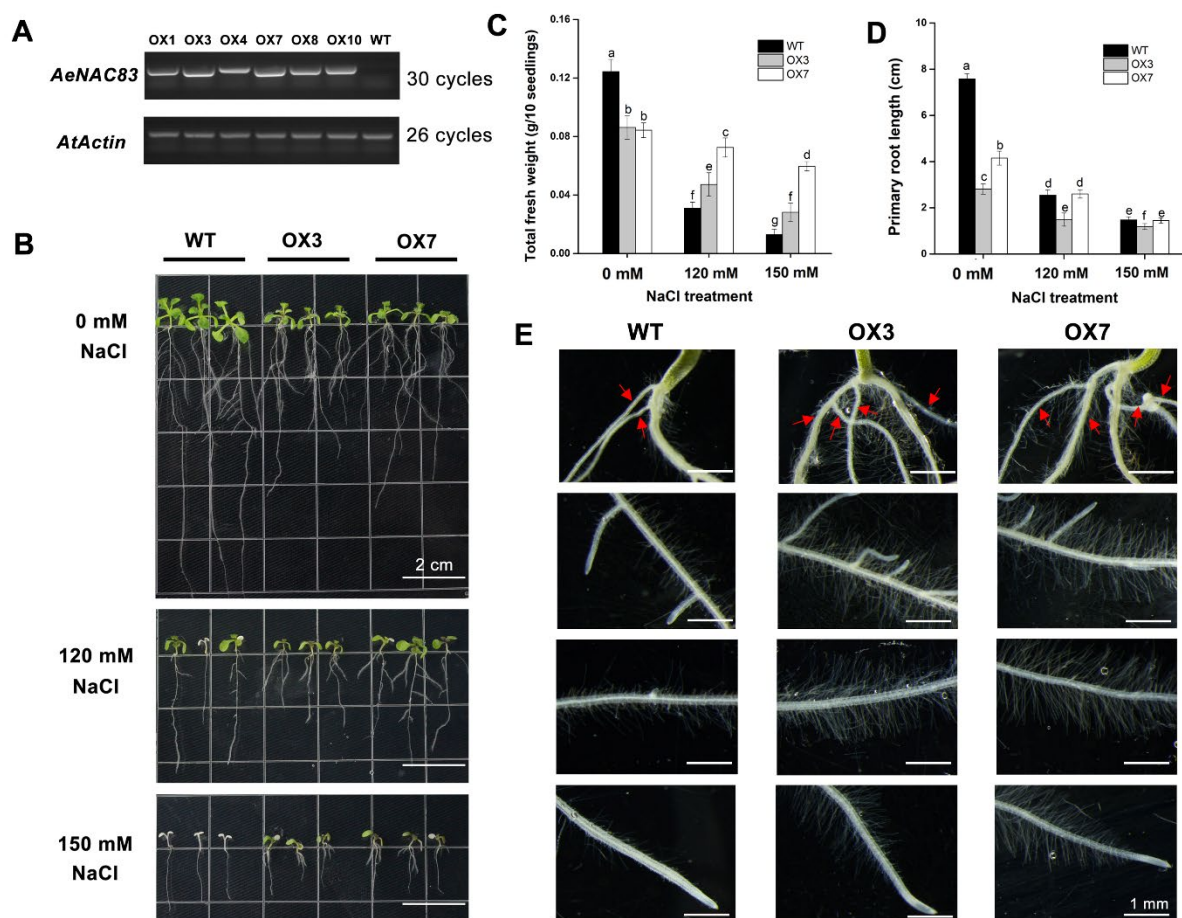 A
OX1 OX3 OX4 OX7 OX8 OX10 WT
AeNAC83
30 cycles
AtActin
26 cycles
B
WT OX3 OX7
0 mM
NaCl
2 cm
120 mM
NaCl
150 mM
NaCl
C
Total fresh weight (g/10 seedlings)
0.16
0.12
0.08
0.04
0.00
WT
OX3
OX7
a
b b
f e c
g f d
0 mM 120 mM 150 mM
NaCl treatment
D
Primary root length (cm)
8
6
4
2
0
WT
OX3
OX7
a
c b
d e d
e f e
0 mM 120 mM 150 mM
NaCl treatment
E
WT OX3 OX7
1 mm